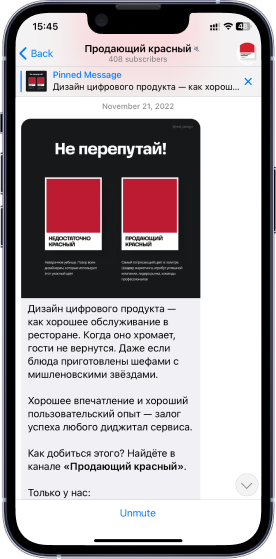 15:45
Back
Продающий красный
408 subscribers
Pinned Message
Дизайн цифрового продукта — как хорош...
November 21, 2022
Не перепутай!
НЕДОСТАТОЧНО
КРАСНЫЙ
ПРОДАЮЩИЙ
КРАСНЫЙ
Дизайн цифрового продукта —
как хорошее обслуживание в
ресторане. Когда оно хромает,
гости не вернутся. Даже если
блюда приготовлены шефами с
мишленовскими звёздами.
Хорошее впечатление и хороший
пользовательский опыт — залог
успеха любого диджитал бизнеса.
Как добиться этого? Найдёте в
канале «Продающий красный».
Только у нас:
Unmute